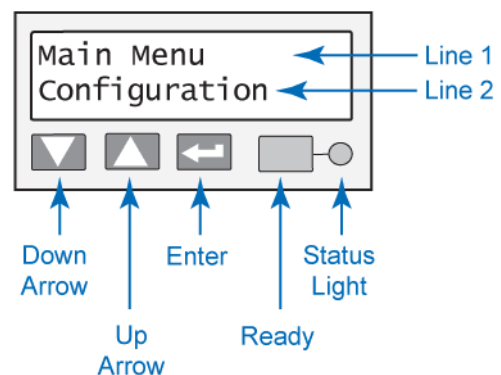 Main Menu
Line 1
Configuration
Line 2
Down
Arrow
Enter
Status
Light
Up
Arrow
Ready